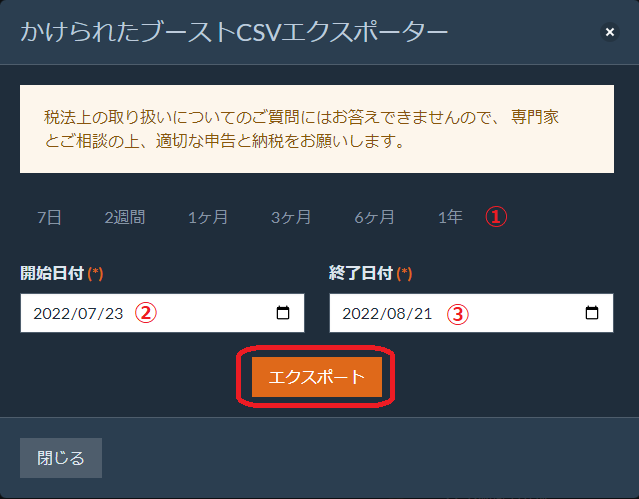 かけられたブーストCSVエクスポーター ×
税法上の取り扱いについてのご質問にはお答えできませんので、 専門家
とご相談の上、適切な申告と納税をお願いします。
7日 2週間 1ヶ月 3ヶ月 6ヶ月 1年 ①
開始日付 (*) 終了日付 (*)
2022/07/23 ② 2022/08/21 ③
エクスポート
閉じる